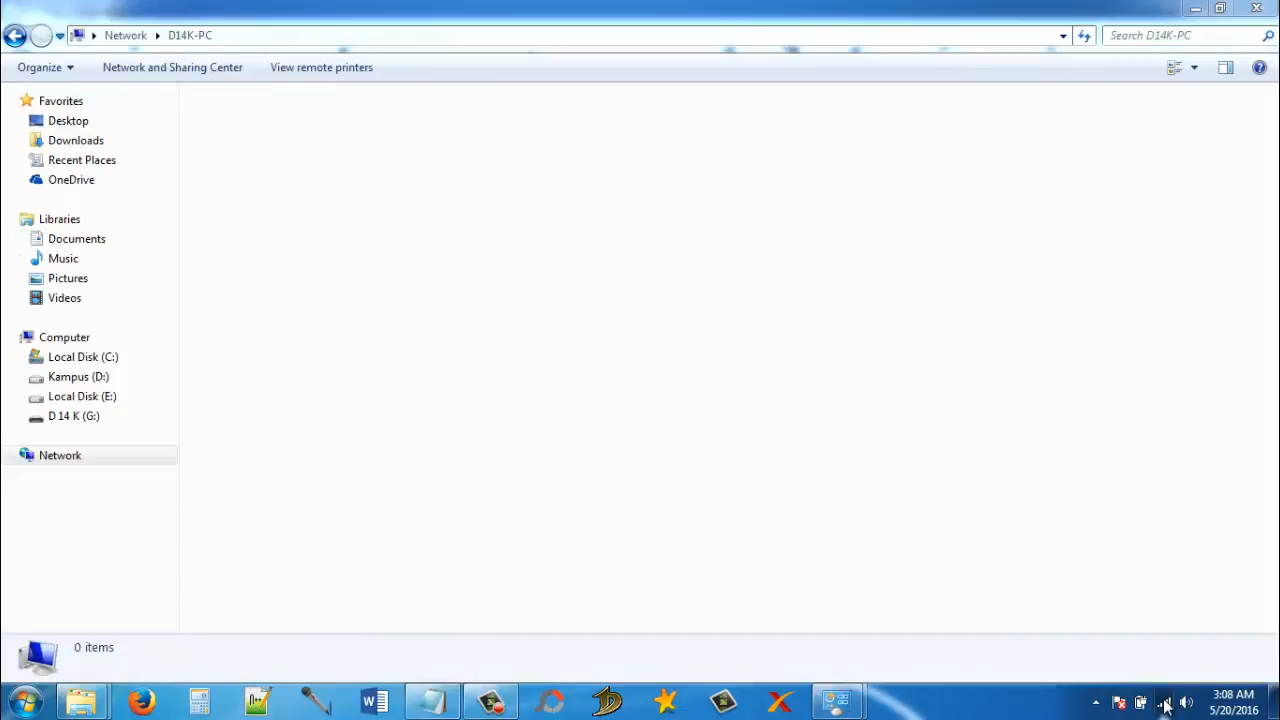 Network D14K-PC
Search D14K-PC
Organize Network and Sharing Center View remote printers
Favorites
Desktop
Downloads
Recent Places
OneDrive
Libraries
Documents
Music
Pictures
Videos
Computer
Local Disk (C:)
Kampus (D:)
Local Disk (E:)
D 14 K (G:)
Network
0 items
3:08 AM
5/20/2016